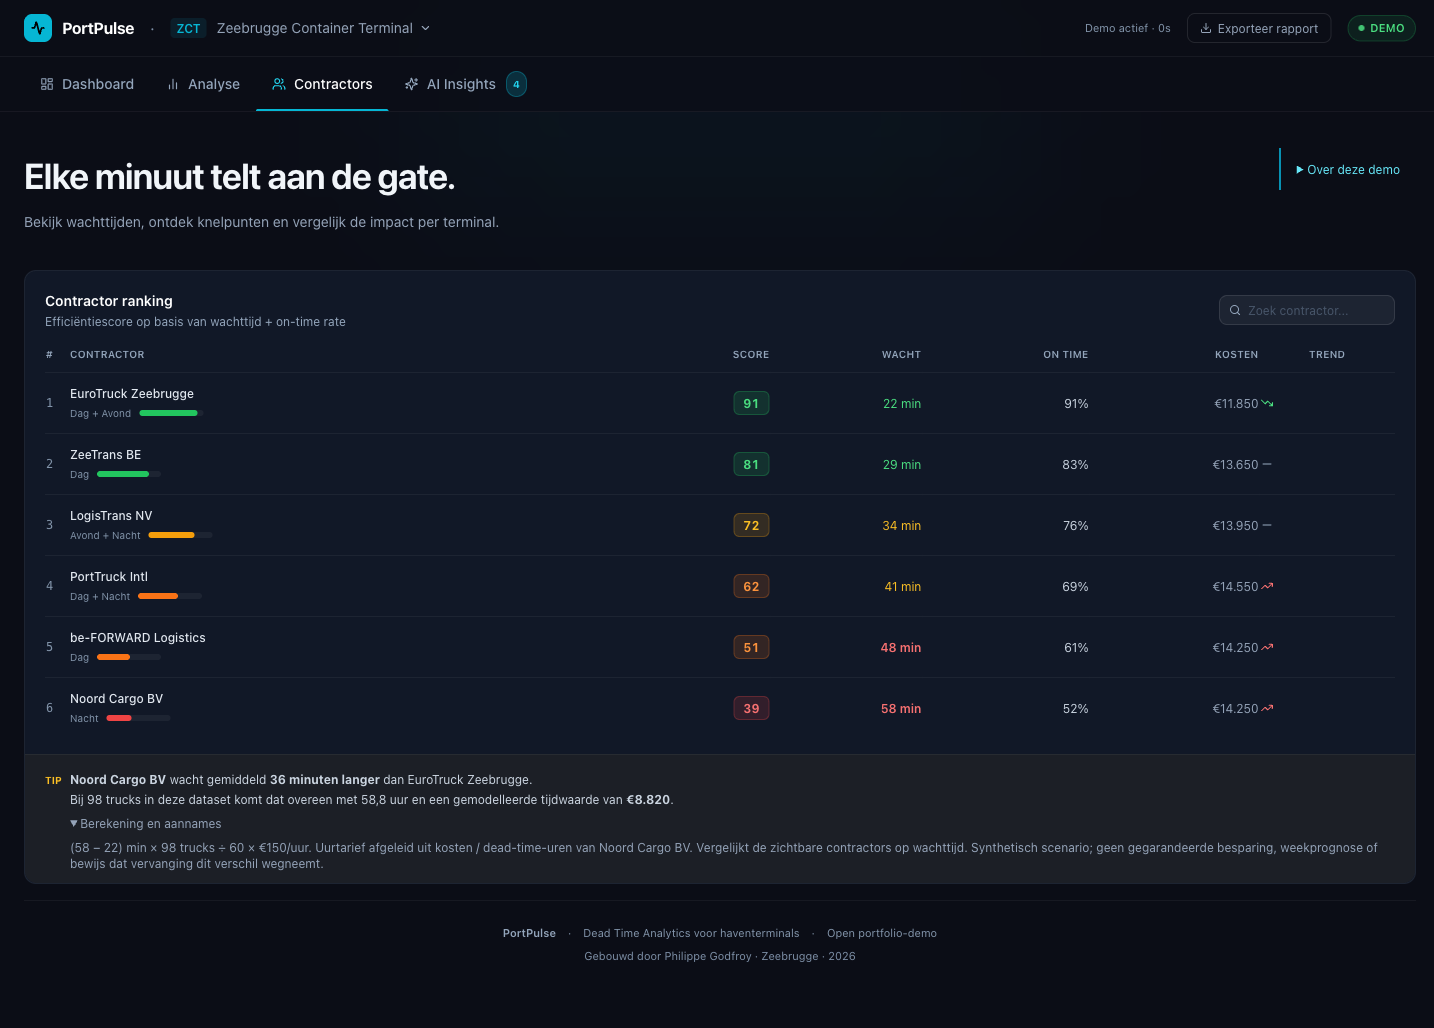 PortPulse · ZCT Zeebrugge Container Terminal
Demo actief · 0s
Exporteer rapport
DEMO
Dashboard
Analyse
Contractors
AI Insights 4
Elke minuut telt aan de gate.
Over deze demo
Bekijk wachttijden, ontdek knelpunten en vergelijk de impact per terminal.
Contractor ranking
Efficiëntiescore op basis van wachttijd + on-time rate
Zoek contractor...
# CONTRACTOR SCORE WACHT ON TIME KOSTEN TREND
1 EuroTruck Zeebrugge 91 22 min 91% €11.850
Dag + Avond
2 ZeeTrans BE 81 29 min 83% €13.650
Dag
3 LogisTrans NV 72 34 min 76% €13.950
Avond + Nacht
4 PortTruck Intl 62 41 min 69% €14.550
Dag + Nacht
5 be-FORWARD Logistics 51 48 min 61% €14.250
Dag
6 Noord Cargo BV 39 58 min 52% €14.250
Nacht
TIP Noord Cargo BV wacht gemiddeld 36 minuten langer dan EuroTruck Zeebrugge.
Bij 98 trucks in deze dataset komt dat overeen met 58,8 uur en een gemodelleerde tijdwaarde van €8.820.
Berekening en aannames
(58 − 22) min × 98 trucks ÷ 60 × €150/uur. Uurtarief afgeleid uit kosten / dead-time-uren van Noord Cargo BV. Vergelijkt de zichtbare contractors op wachttijd. Synthetisch scenario; geen gegarandeerde besparing, weekprognose of
bewijs dat vervanging dit verschil wegneemt.
PortPulse · Dead Time Analytics voor haventerminals · Open portfolio-demo
Gebouwd door Philippe Godfroy · Zeebrugge · 2026